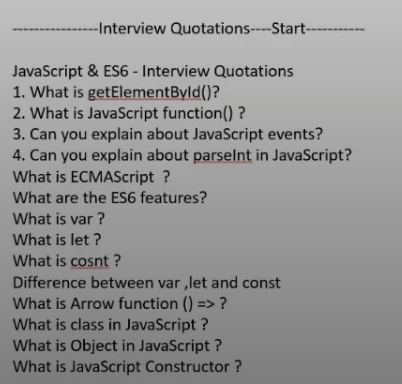 ----------------Interview Quotations----Start-----------
JavaScript & ES6 - Interview Quotations
1. What is getElementById()?
2. What is JavaScript function() ?
3. Can you explain about JavaScript events?
4. Can you explain about parseInt in JavaScript?
What is ECMAScript  ?
What are the ES6 features?
What is var ?
What is let ?
What is cosnt ?
Difference between var ,let and const
What is Arrow function () => ?
What is class in JavaScript ?
What is Object in JavaScript ?
What is JavaScript Constructor ?